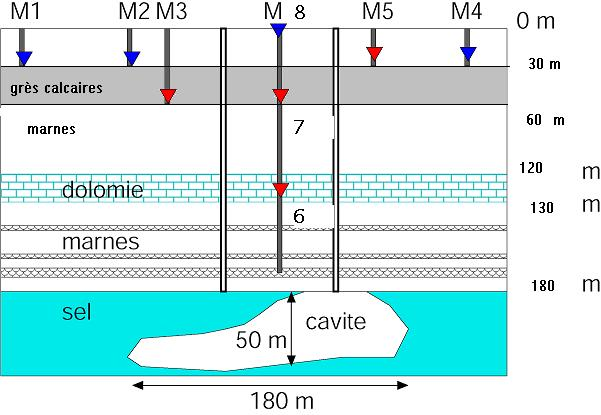 M1 M2 M3 M 8 M5 M4 0 m
30 m
grès calcaires
60 m
marnes
7
120 m
dolomie
130 m
6
marnes
180 m
sel
cavite
50 m
180 m